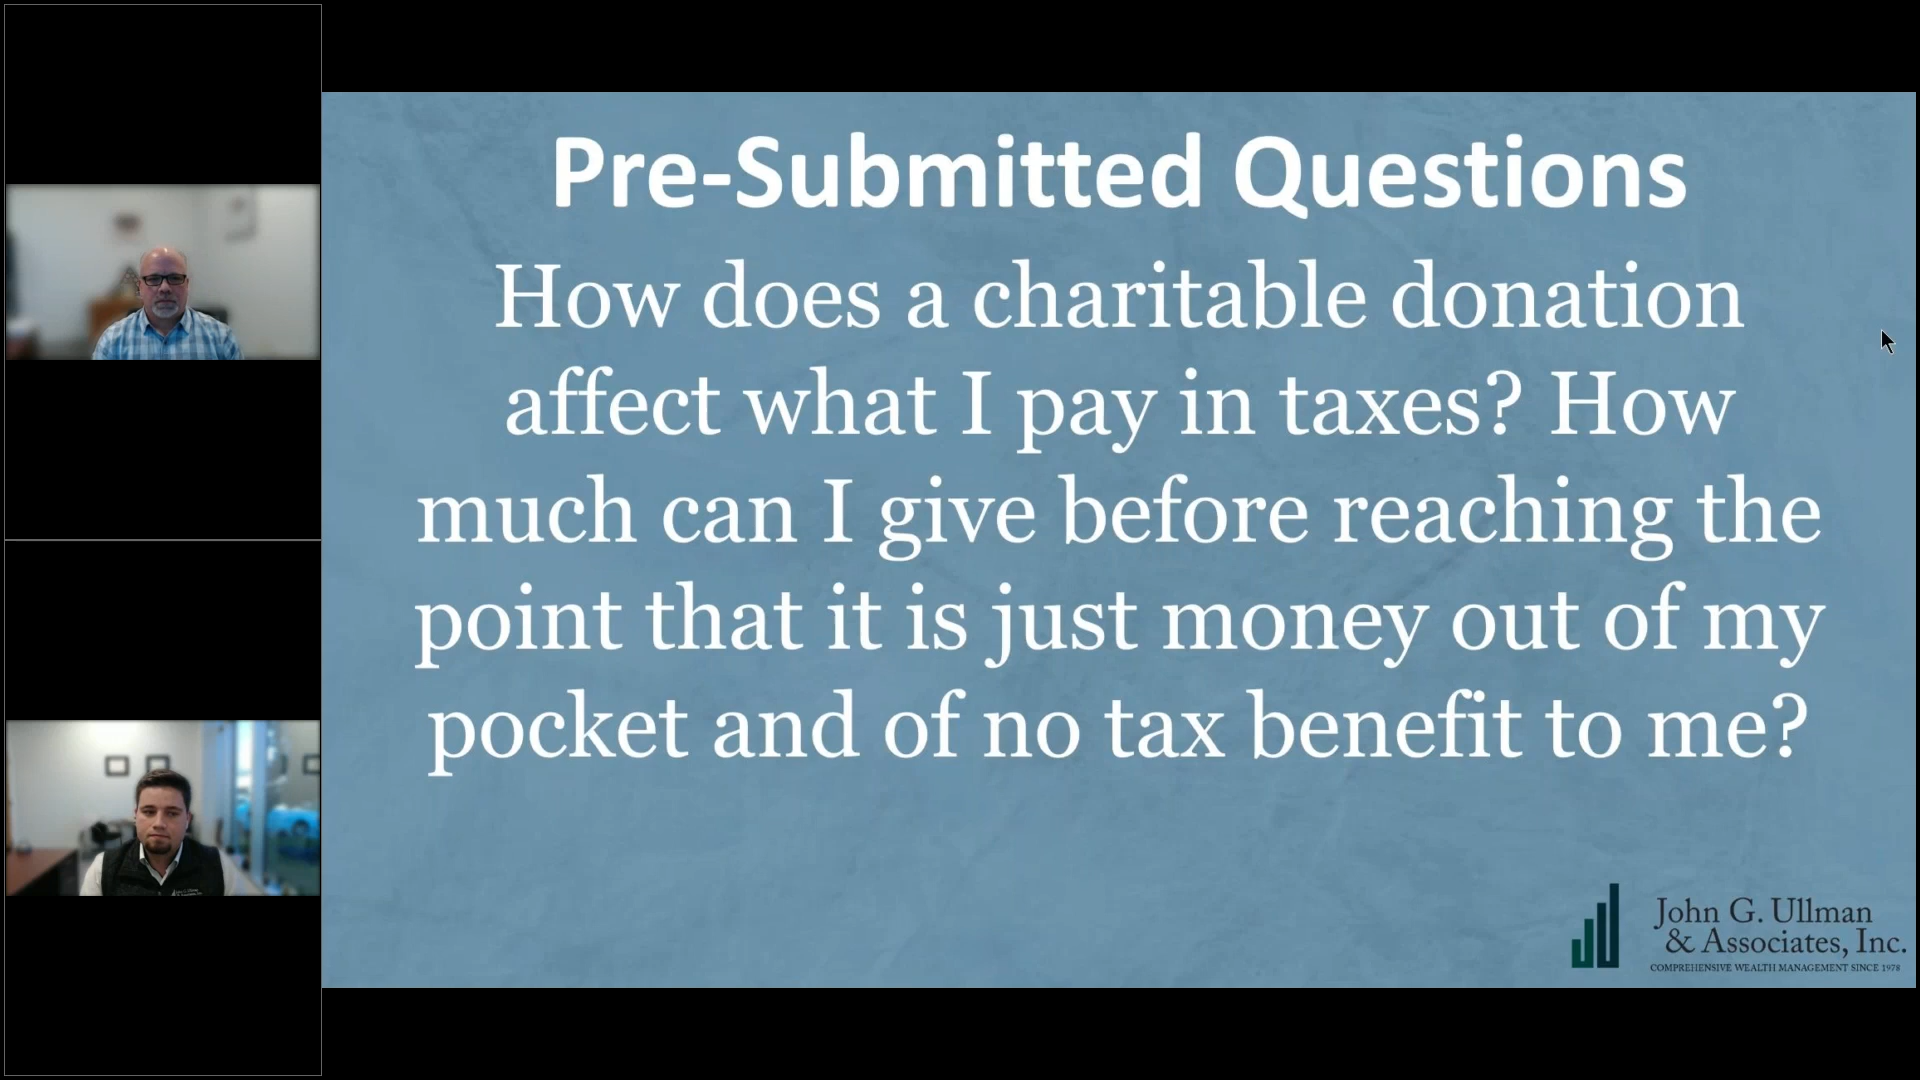 Pre-Submitted Questions
How does a charitable donation
affect what I pay in taxes? How
much can I give before reaching the
point that it is just money out of my
pocket and of no tax benefit to me?
John G. Ullman
& Associates, Inc.
COMPREHENSIVE WEALTH MANAGEMENT SINCE 1978